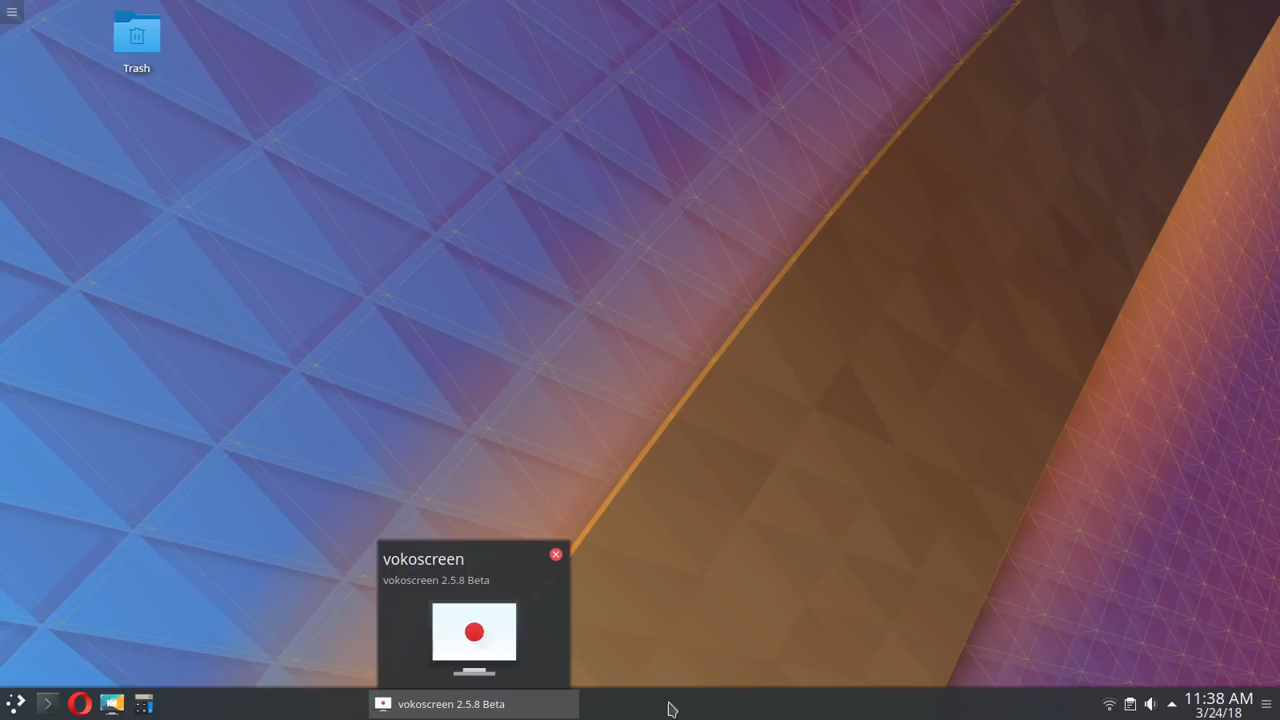 Trash
vokoscreen
vokoscreen 2.5.8 Beta
vokoscreen 2.5.8 Beta
11:38 AM
3/24/18